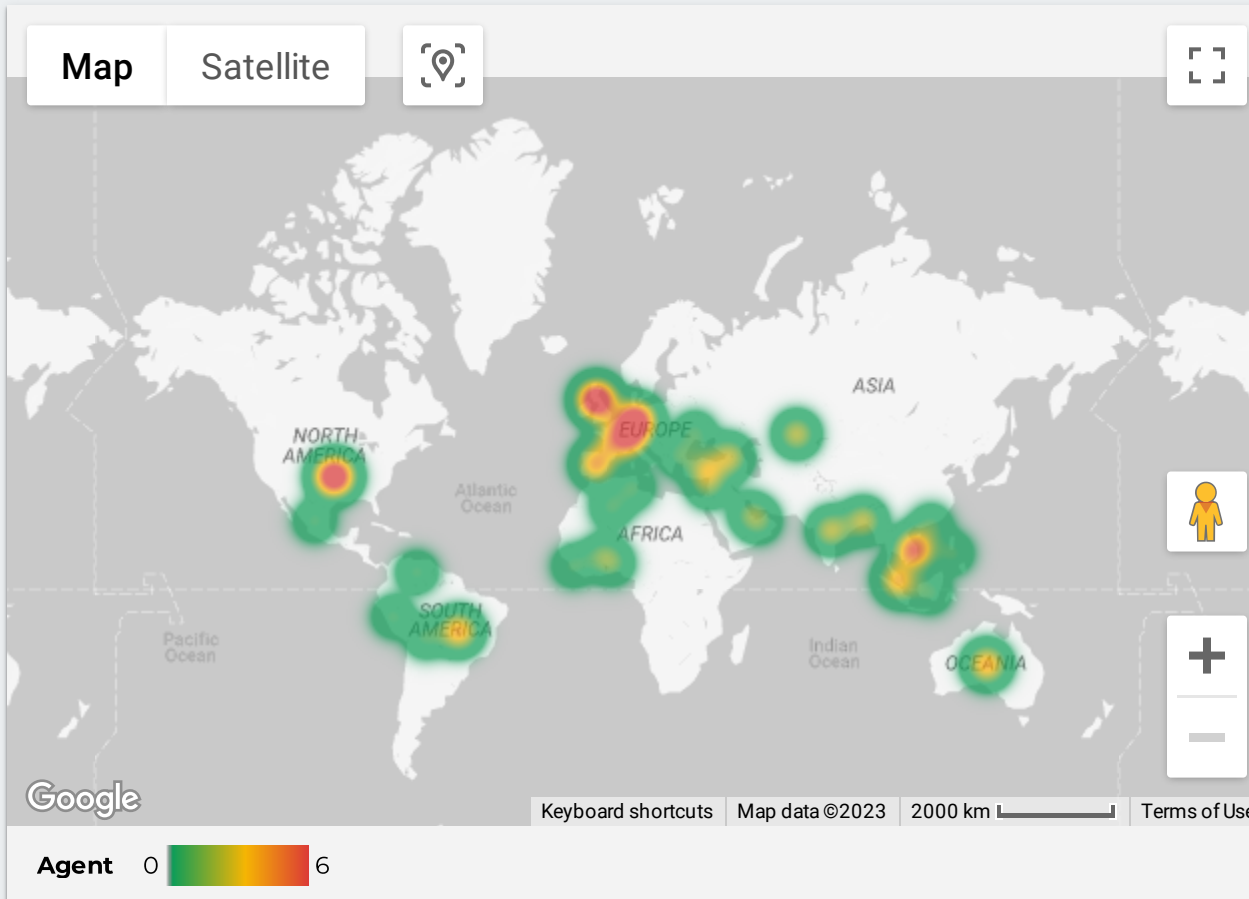 Map
Satellite
ASIA
NORTH
AMERICA
EUROPE
Atlantic
Ocean
AFRICA
SOUTH
AMERICA
Pacific
Ocean
Indian
Ocean
OCEANIA
Google
Keyboard shortcuts
Map data ©2023
2000 km
Terms of Use
Agent
0
6